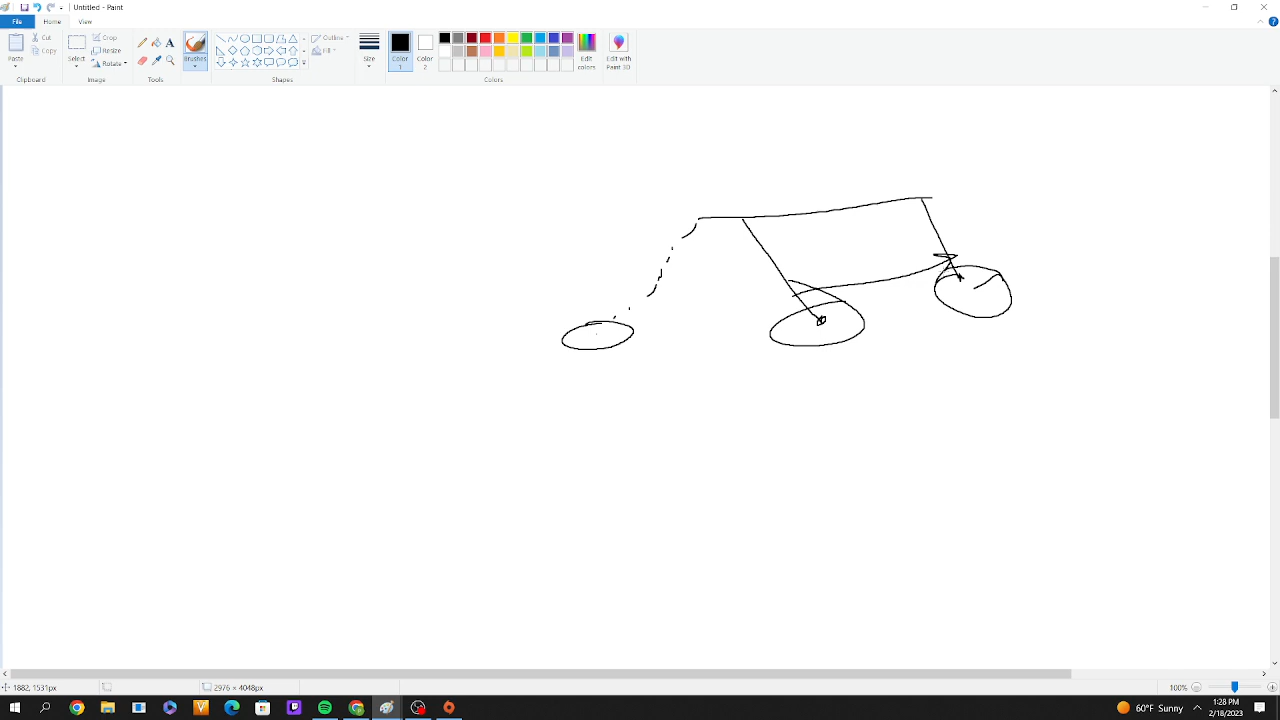 Untitled - Paint
File
Home
View
Paste
Cut
Copy
Clipboard
Select
Crop
Resize
Rotate
Image
Tools
Brushes
Outline
Fill
Shapes
Size
Color 1
Color 2
Colors
Edit colors
Edit with Paint 3D
1882, 1531px
2976 × 4048px
100%
60°F Sunny
1:28 PM
2/18/2023